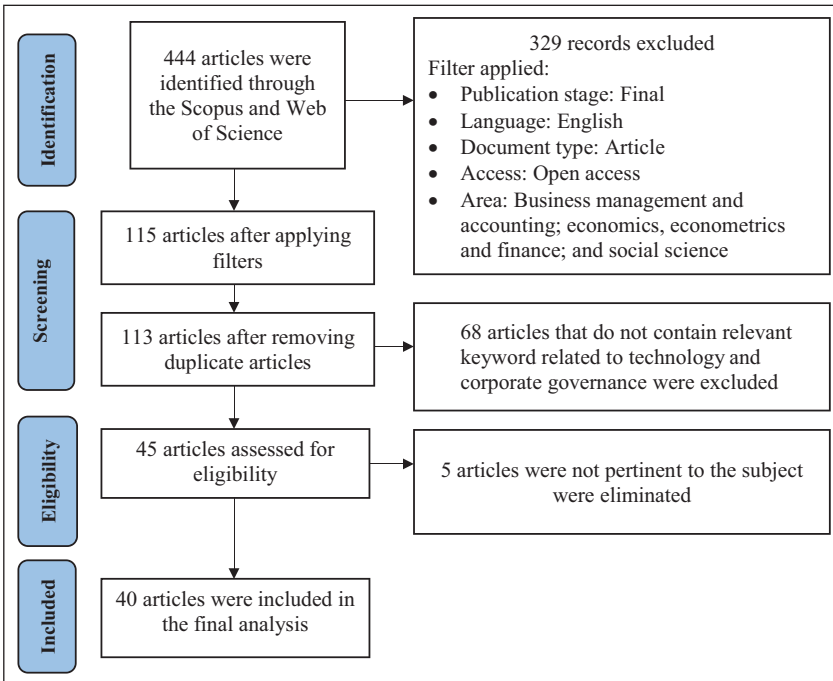 Identification
444 articles were
identified through
the Scopus and Web
of Science
329 records excluded
Filter applied:
• Publication stage: Final
• Language: English
• Document type: Article
• Access: Open access
• Area: Business management and
accounting; economics, econometrics
and finance; and social science
Screening
115 articles after applying
filters
113 articles after removing
duplicate articles
68 articles that do not contain relevant
keyword related to technology and
corporate governance were excluded
Eligibility
45 articles assessed for
eligibility
5 articles were not pertinent to the subject
were eliminated
Included
40 articles were included in
the final analysis